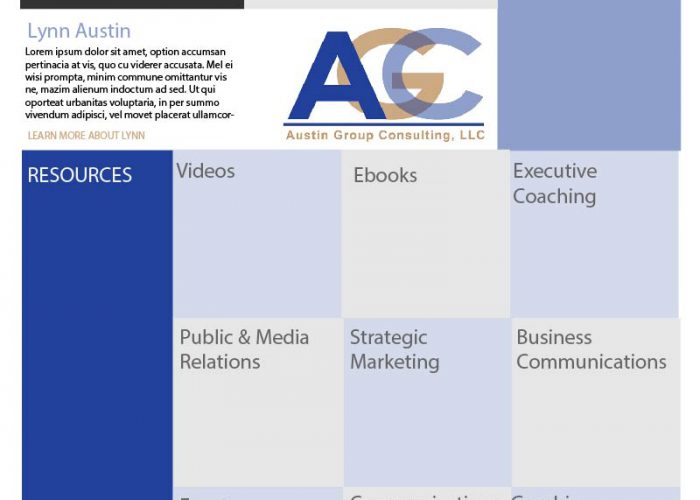 Lynn Austin
Lorem ipsum dolor sit amet, option accumsan
pertinacia at vis, quo cu viderer accusata. Mel ei
wisi prompta, minim commune omittantur vis
ne, mazim alienum indoctum ad sed. Ut qui
oporteat urbanitas voluptaria, in per summo
vivendum adipisci, vel movet placerat ullamcor-
LEARN MORE ABOUT LYNN
AGC
Austin Group Consulting, LLC
RESOURCES
Videos
Ebooks
Executive
Coaching
Public & Media
Relations
Strategic
Marketing
Business
Communications